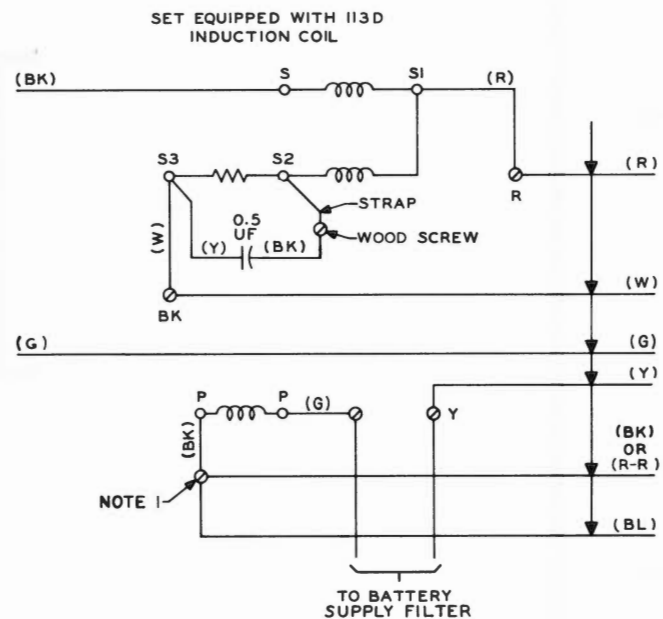 SET EQUIPPED WITH 113D
INDUCTION COIL
(BK)
S
S1
(R)
S3
S2
(R)
R
STRAP
0.5
UF
WOOD SCREW
(W)
(Y)
(BK)
BK
(W)
(G)
(G)
(Y)
P
P
(G)
Y
(BK)
(BK)
OR
(R-R)
NOTE 1
(BL)
TO BATTERY
SUPPLY FILTER